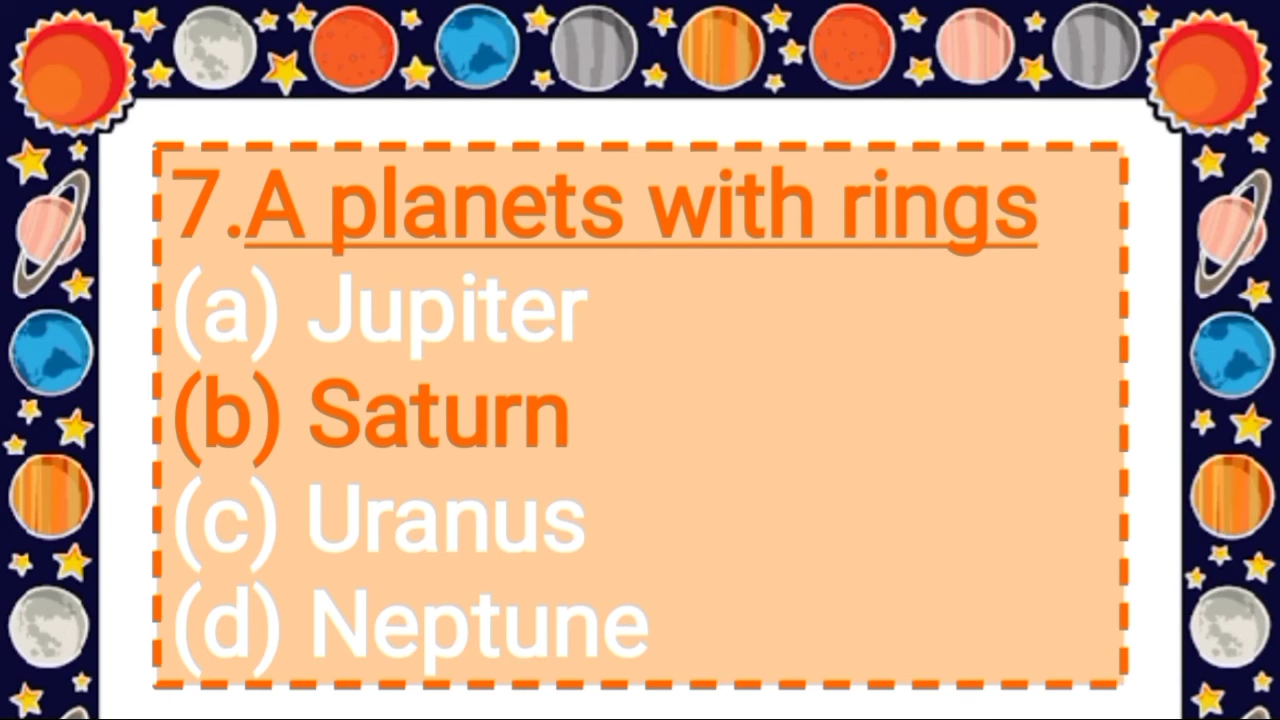 7.A planets with rings
(a) Jupiter
(b) Saturn
(c) Uranus
(d) Neptune